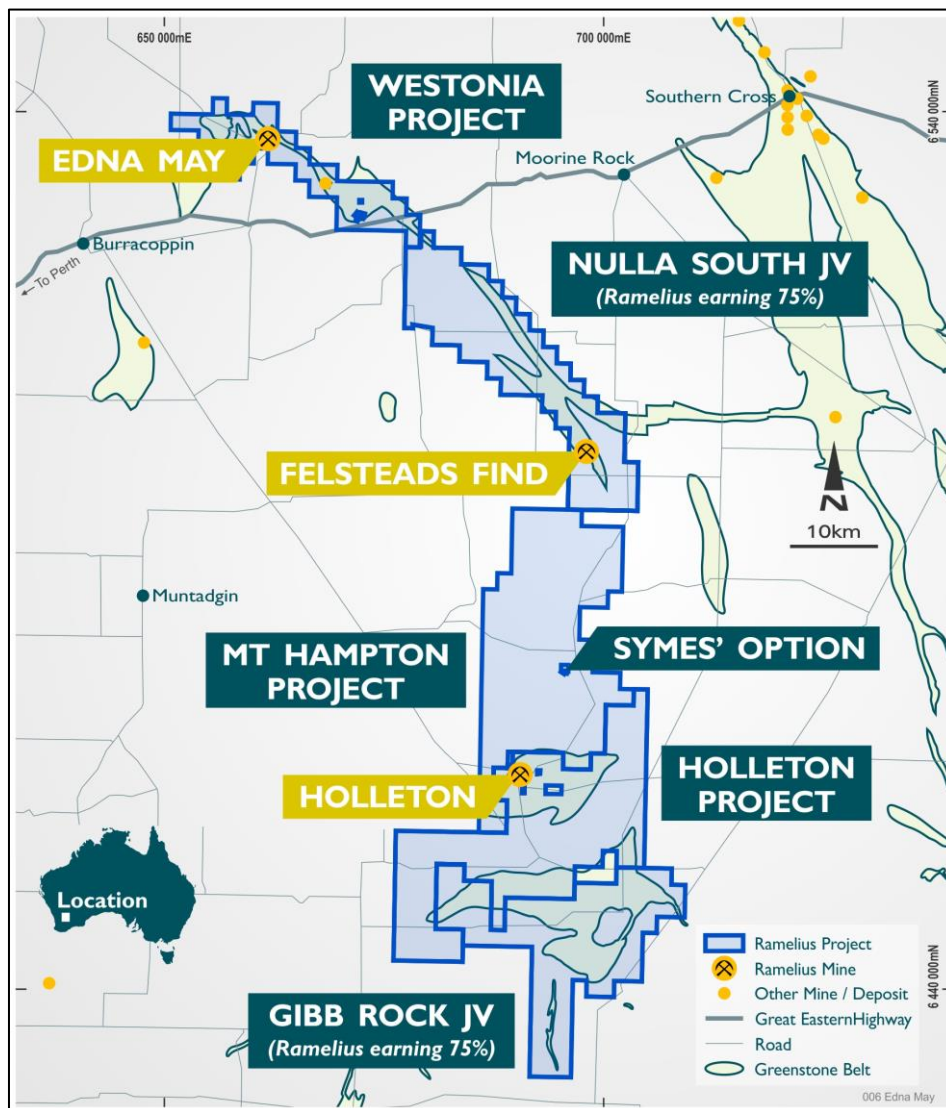 650 000mE
700 000mE
WESTONIA
PROJECT
Southern Cross
6 540 000mN
EDNA MAY
Moorine Rock
Burracoppin
← To Perth
NULLA SOUTH JV
(Ramelius earning 75%)
FELSTEADS FIND
N
10km
Muntadgin
MT HAMPTON
PROJECT
SYMES' OPTION
HOLLETON
HOLLETON
PROJECT
Location
GIBB ROCK JV
(Ramelius earning 75%)
Ramelius Project
Ramelius Mine
Other Mine / Deposit
Great EasternHighway
Road
Greenstone Belt
6 440 000mN
006 Edna May